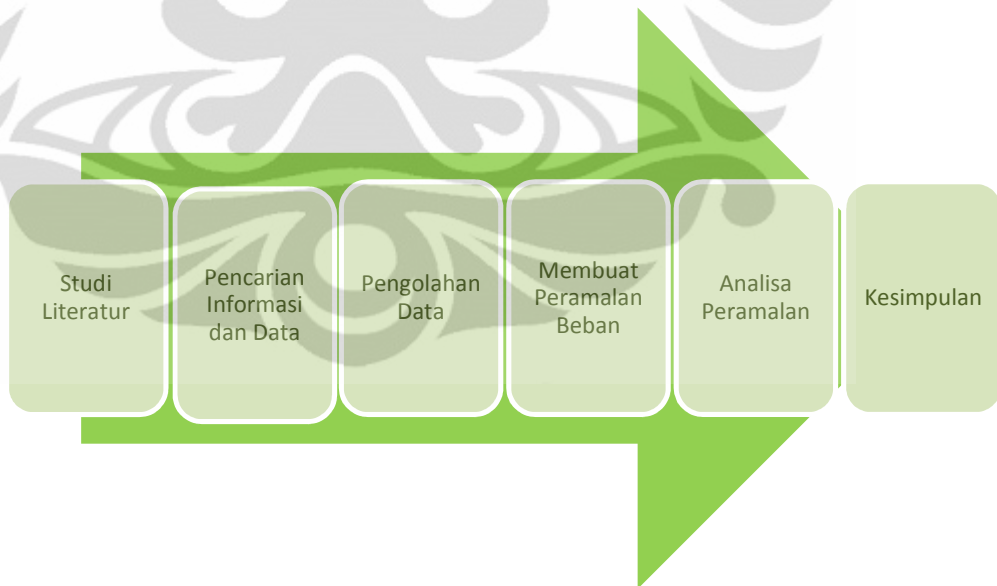 Studi
Literatur
Pencarian
Informasi
dan Data
Pengolahan
Data
Membuat
Peramalan
Beban
Analisa
Peramalan
Kesimpulan